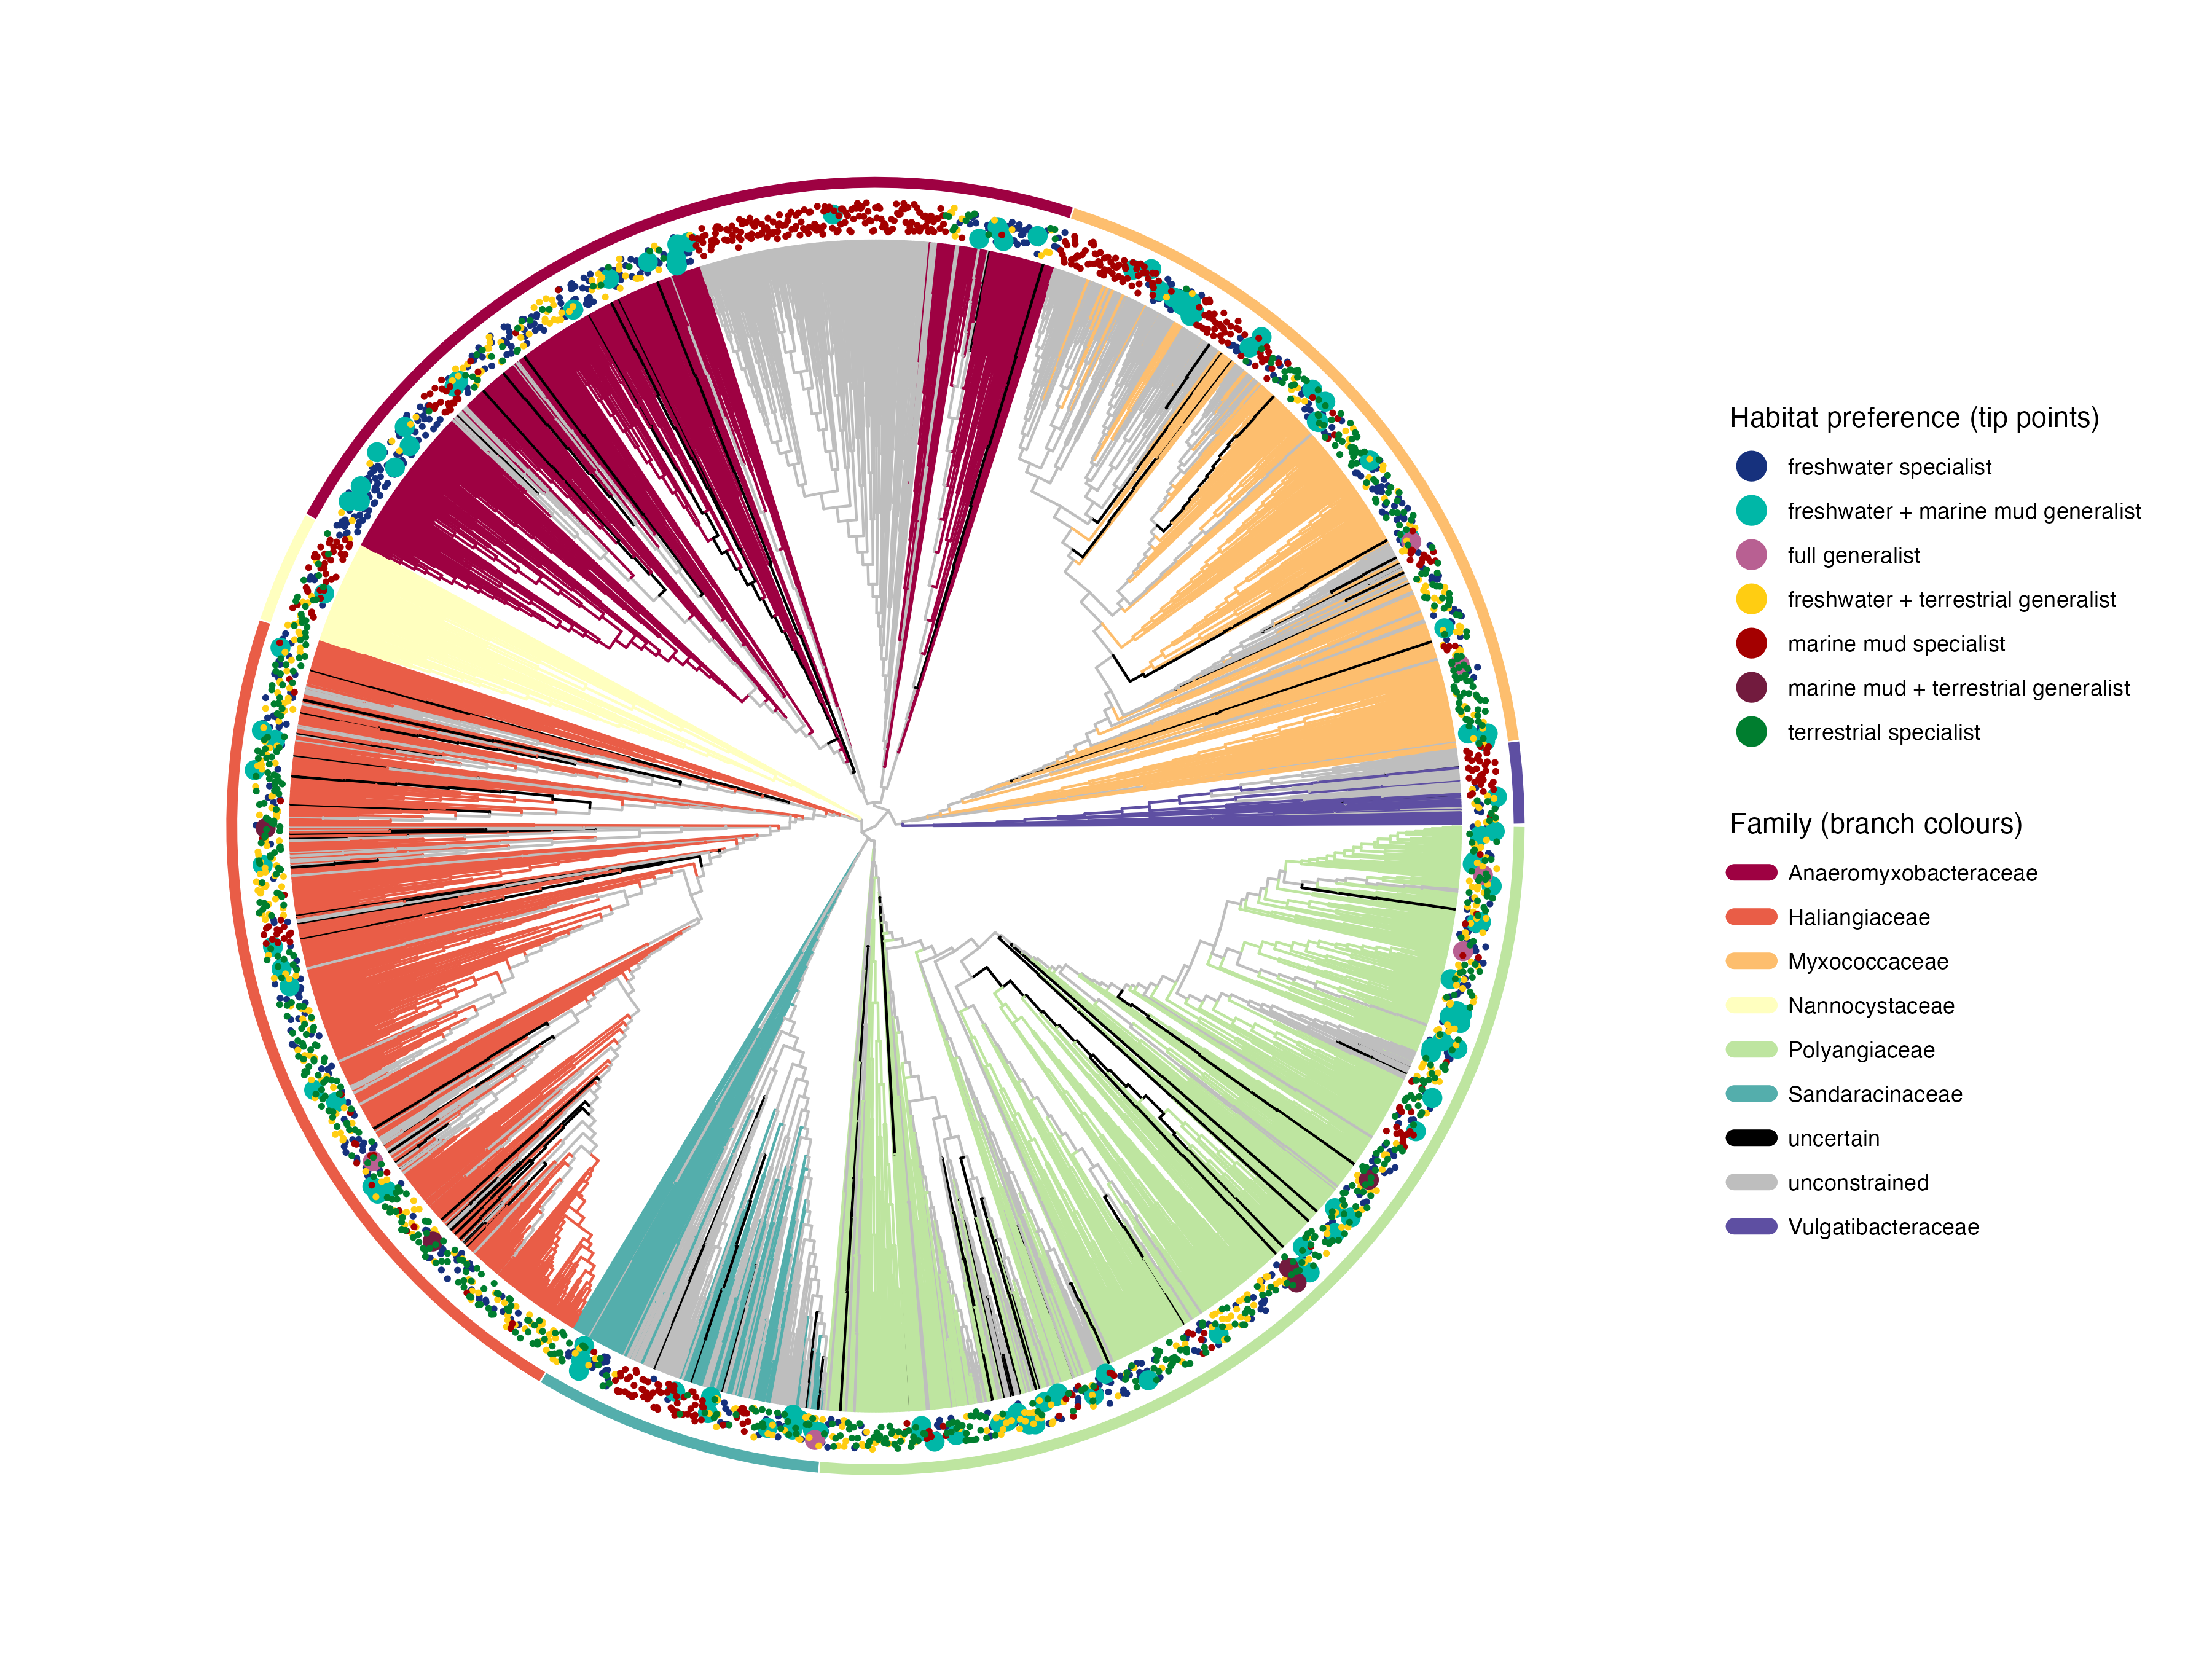 Habitat preference (tip points)
freshwater specialist
freshwater + marine mud generalist
full generalist
freshwater + terrestrial generalist
marine mud specialist
marine mud + terrestrial generalist
terrestrial specialist
Family (branch colours)
Anaeromyxobacteraceae
Haliangiaceae
Myxococcaceae
Nannocystaceae
Polyangiaceae
Sandaracinaceae
uncertain
unconstrained
Vulgatibacteraceae